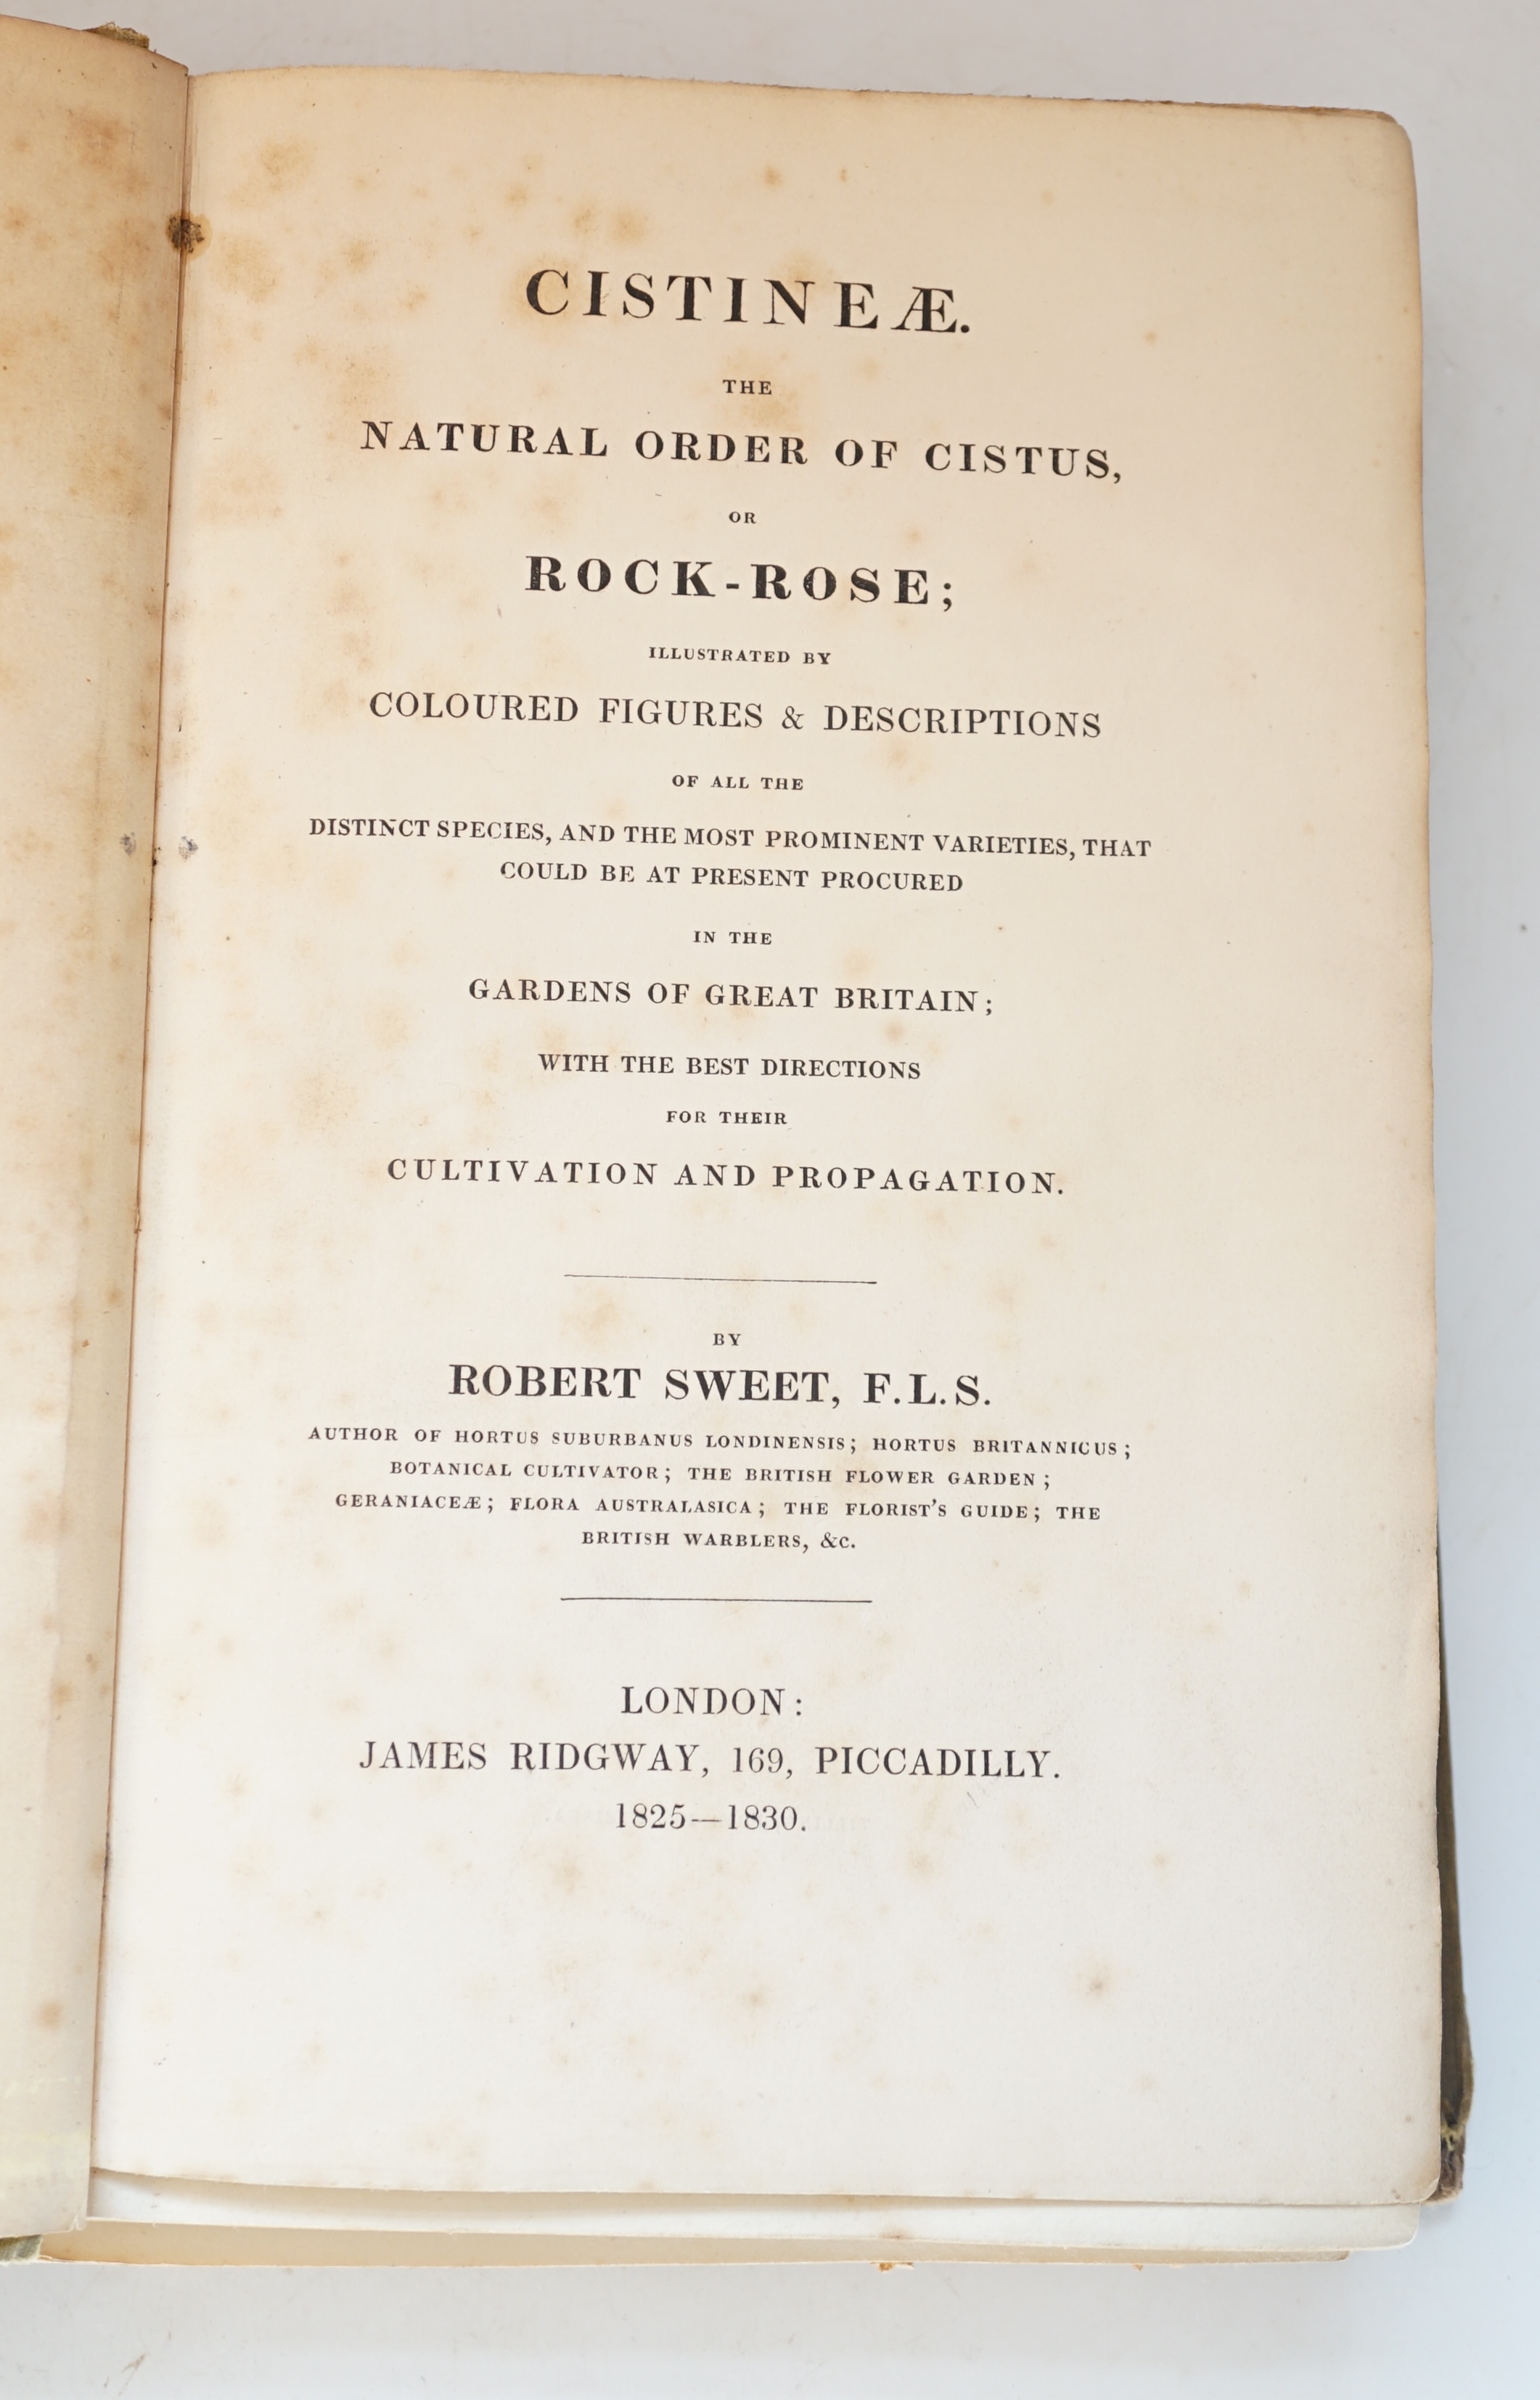 CISTINEÆ.
THE
NATURAL ORDER OF CISTUS,
OR
ROCK-ROSE;
ILLUSTRATED BY
COLOURED FIGURES & DESCRIPTIONS
OF ALL THE
DISTINCT SPECIES, AND THE MOST PROMINENT VARIETIES, THAT
COULD BE AT PRESENT PROCURED
IN THE
GARDENS OF GREAT BRITAIN;
WITH THE BEST DIRECTIONS
FOR THEIR
CULTIVATION AND PROPAGATION.
BY
ROBERT SWEET, F.L.S.
AUTHOR OF HORTUS SUBURBANUS LONDINENSIS; HORTUS BRITANNICUS;
BOTANICAL CULTIVATOR; THE BRITISH FLOWER GARDEN;
GERANIACEÆ; FLORA AUSTRALASICA; THE FLORIST'S GUIDE; THE
BRITISH WARBLERS, &c.
LONDON:
JAMES RIDGWAY, 169, PICCADILLY.
1825—1830.